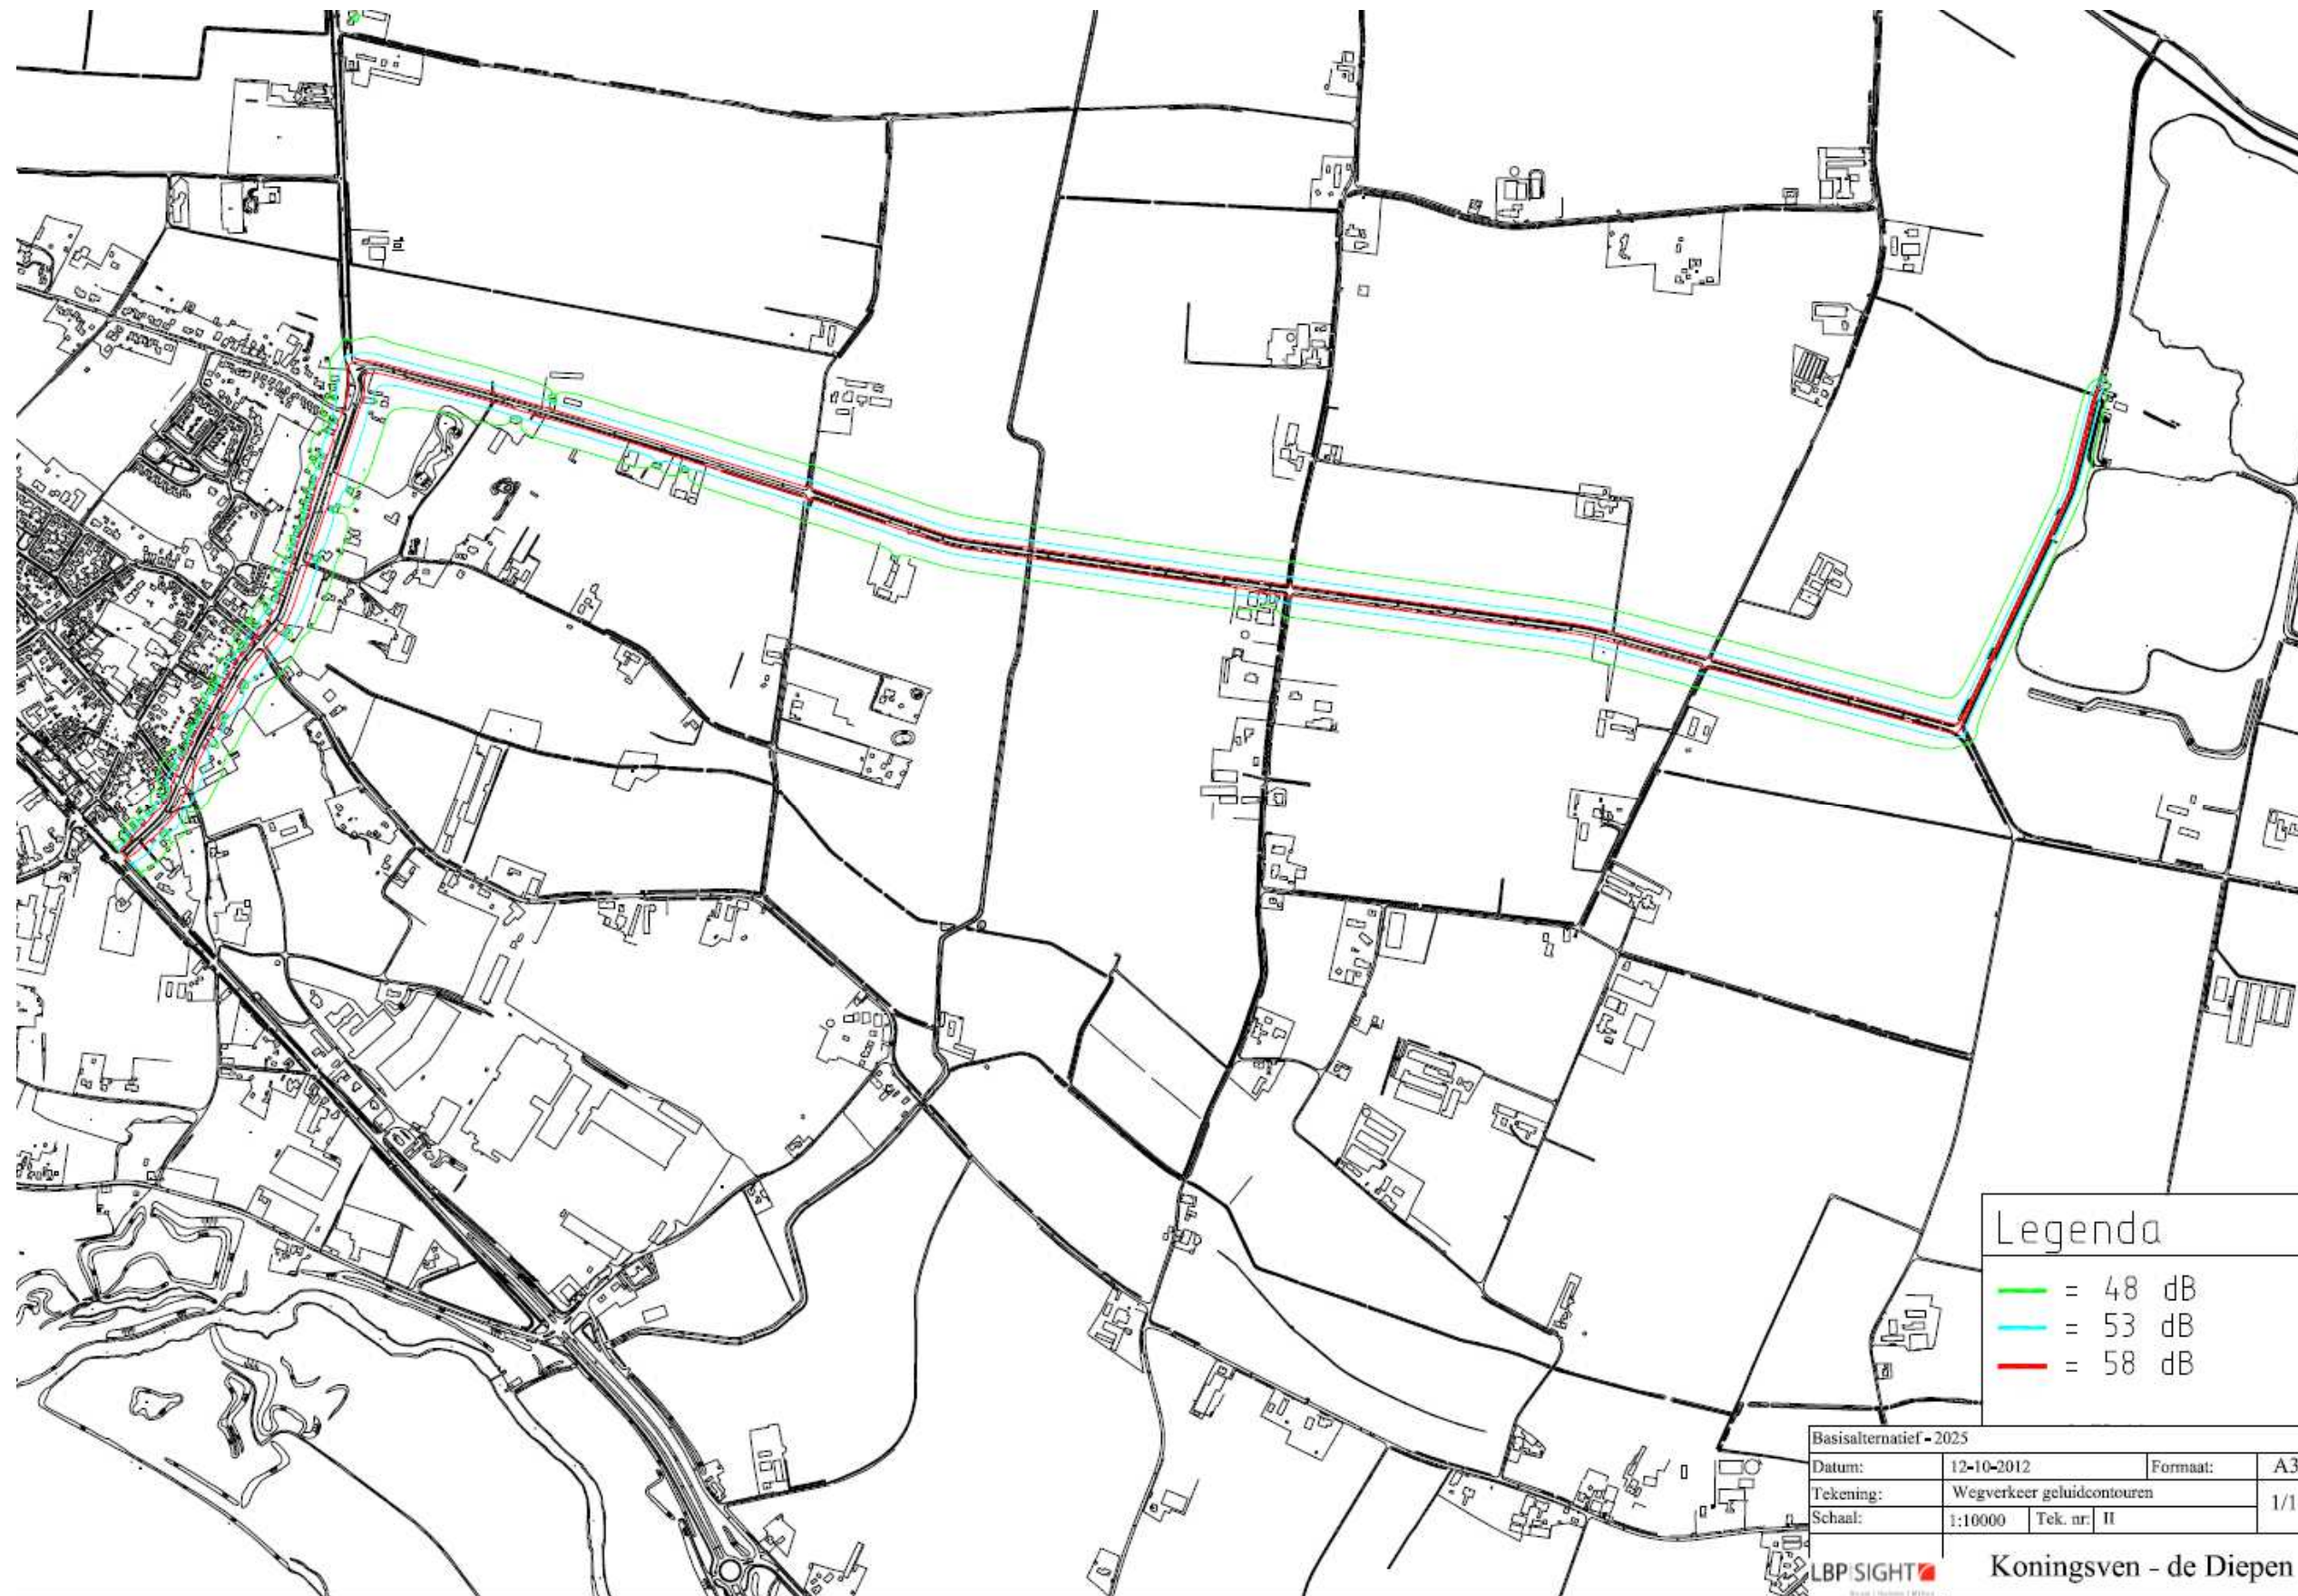 Legenda
= 48 dB
= 53 dB
= 58 dB
Basisalternatief - 2025
Datum: 12-10-2012 Formaat: A3
Tekening: Wegverkeer geluidcontouren 1/1
Schaal: 1:10000 Tek. nr: II
LBP SIGHT Koningsven - de Diepen